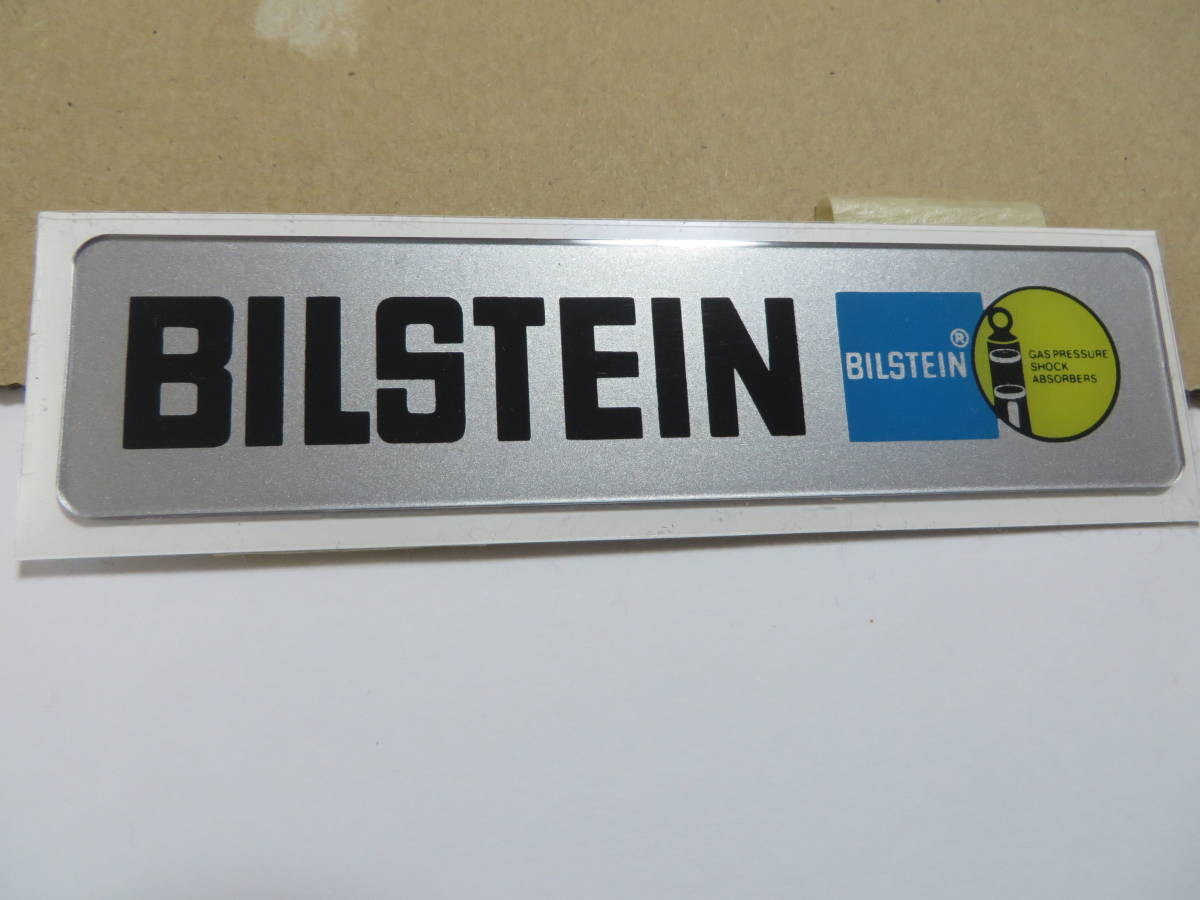 BILSTEIN
BILSTEIN®
GAS PRESSURE
SHOCK
ABSORBERS